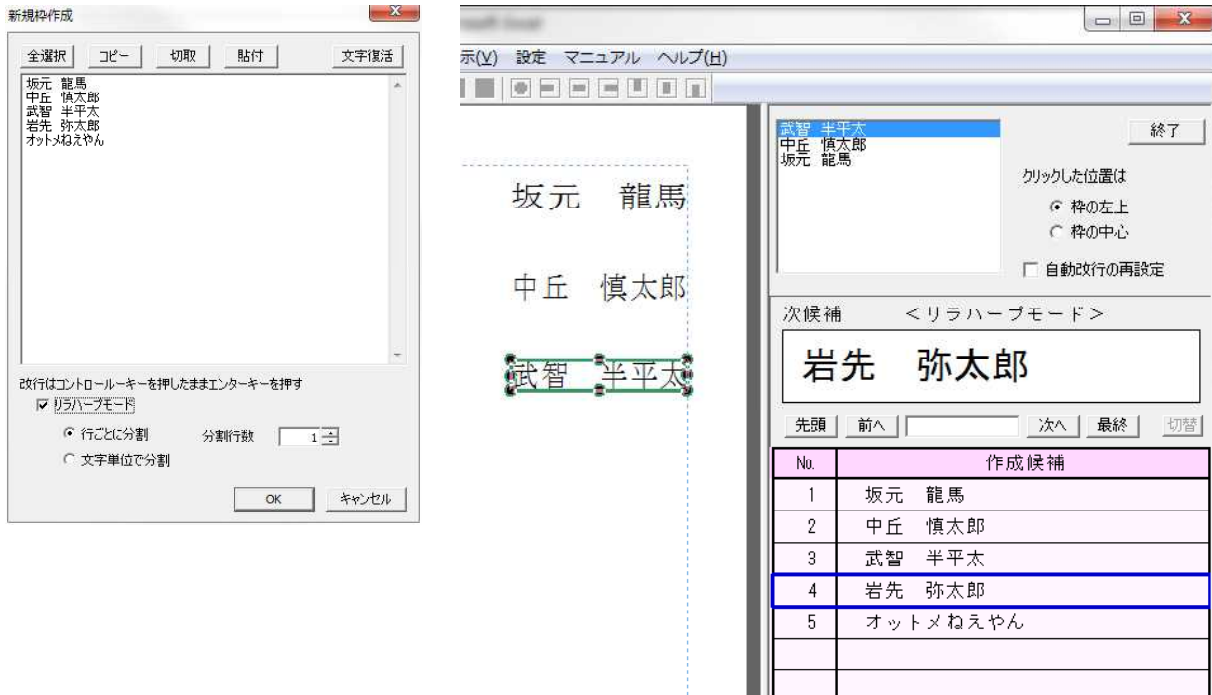 新規枠作成
全選択 コピー 切取 貼付 文字復活
坂元 龍馬
中丘 慎太郎
武智 半平太
岩先 弥太郎
オットメねえやん
改行はコントロールーキーを押したままエンターキーを押す
リラハープモード
行ごとに分割 分割行数 1
文字単位で分割
OK キャンセル
示(V) 設定 マニュアル ヘルプ(H)
坂元 龍馬
中丘 慎太郎
武智 半平太
武智 半平太
中丘 慎太郎
坂元 龍馬
終了
クリックした位置は
枠の左上
枠の中心
自動改行の再設定
次候補 <リラハープモード>
岩先 弥太郎
先頭 前へ 次へ 最終 切替
No. 作成候補
1 坂元 龍馬
2 中丘 慎太郎
3 武智 半平太
4 岩先 弥太郎
5 オットメねえやん